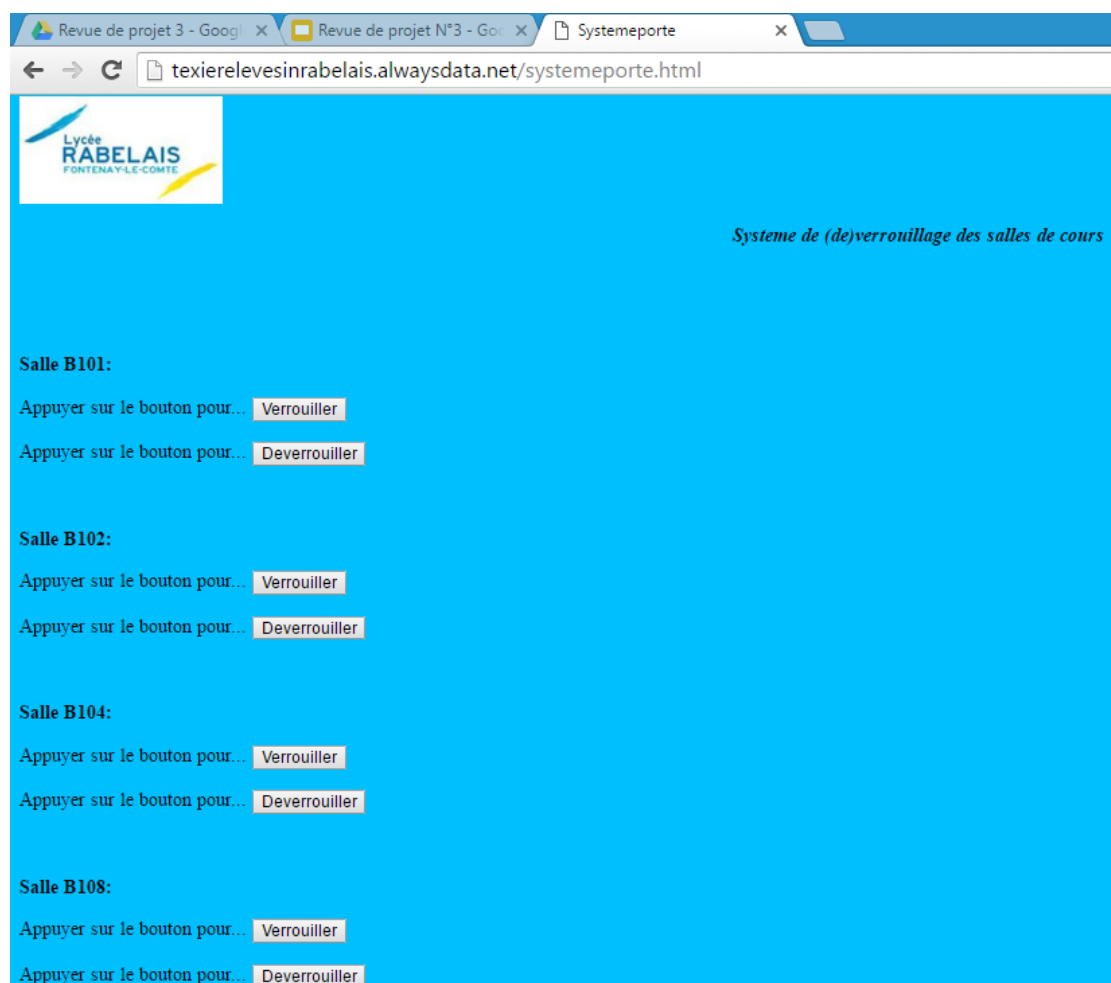 Revue de projet 3 - Googl
Revue de projet N°3 - Goo
Systemeporte
texierelevesinrabelais.alwaysdata.net/systemeporte.html
Lycée
RABELAIS
FONTENAY-LE-COMTE
Systeme de (de)verrouillage des salles de cours
Salle B101:
Appuyer sur le bouton pour... Verrouiller
Appuyer sur le bouton pour... Deverrouiller
Salle B102:
Appuyer sur le bouton pour... Verrouiller
Appuyer sur le bouton pour... Deverrouiller
Salle B104:
Appuyer sur le bouton pour... Verrouiller
Appuyer sur le bouton pour... Deverrouiller
Salle B108:
Appuyer sur le bouton pour... Verrouiller
Appuyer sur le bouton pour... Deverrouiller